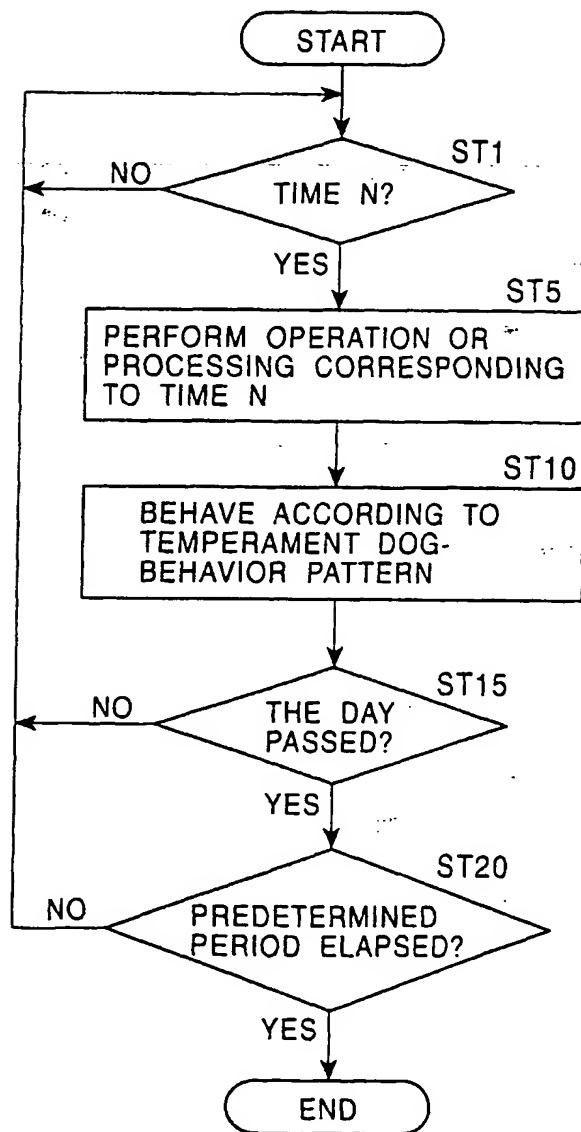 START
ST1
NO
TIME N?
YES
ST5
PERFORM OPERATION OR
PROCESSING CORRESPONDING
TO TIME N
ST10
BEHAVE ACCORDING TO
TEMPERAMENT DOG-
BEHAVIOR PATTERN
ST15
NO
THE DAY
PASSED?
YES
ST20
NO
PREDETERMINED
PERIOD ELAPSED?
YES
END